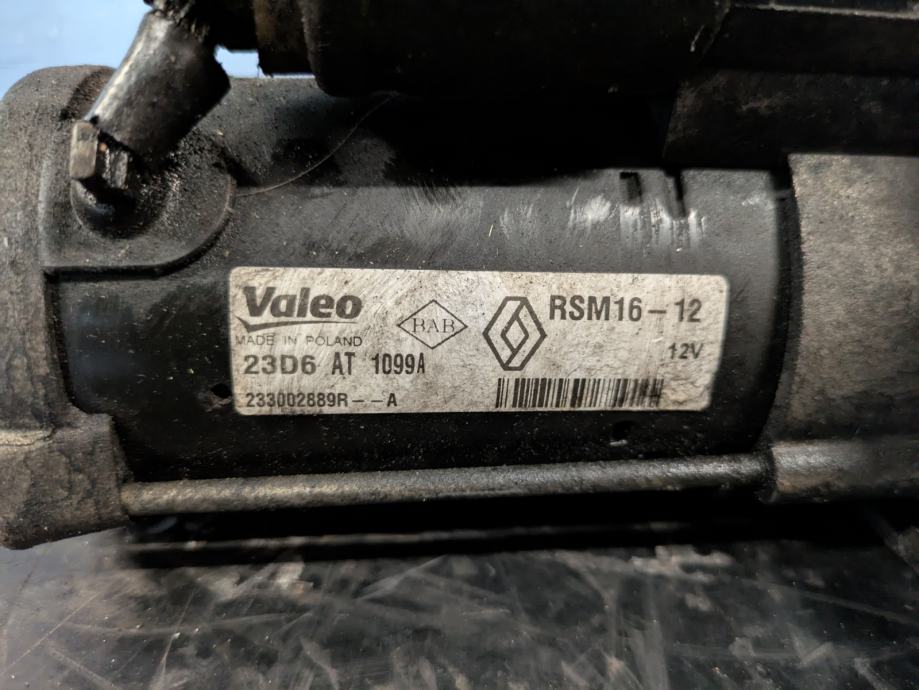 Valeo
MADE IN POLAND
BAB
RSM16-12
23D6 AT 1099A
12V
233002889R--A